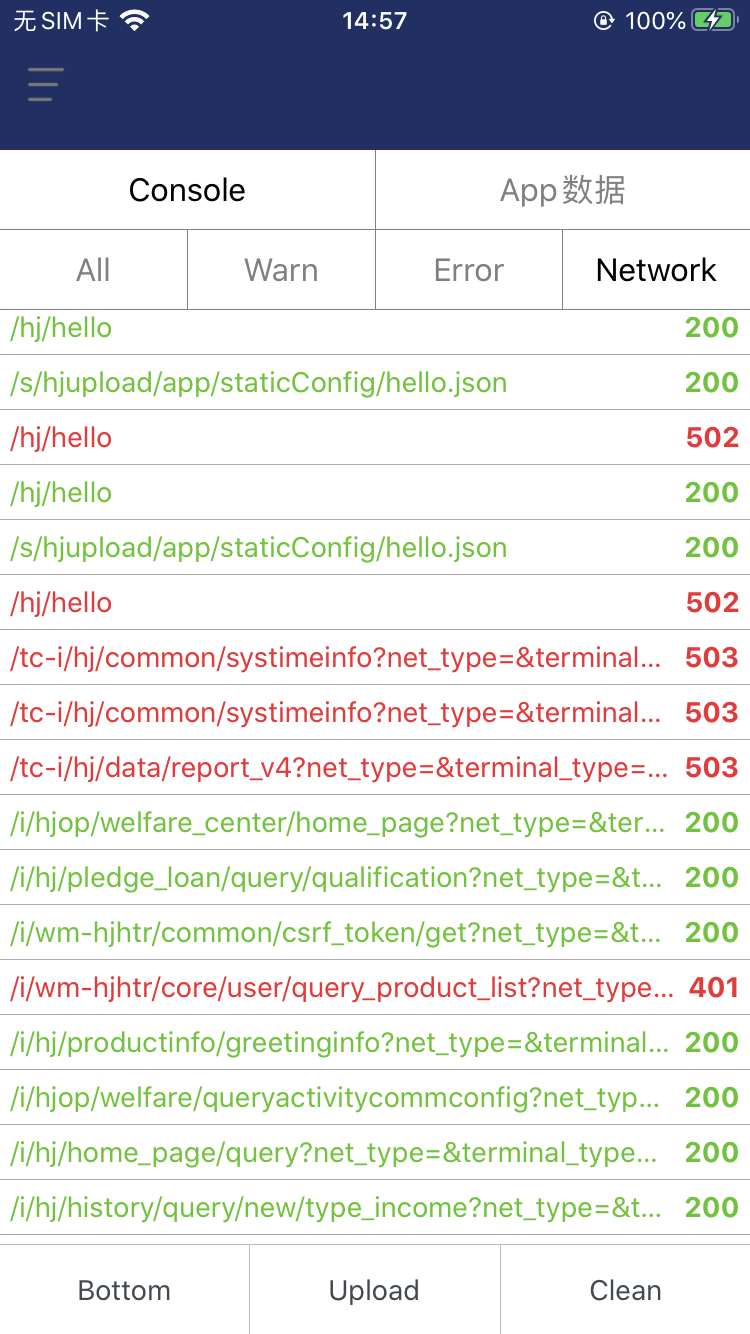 无SIM卡 14:57 100%
Console App数据
All Warn Error Network
/hj/hello 200
/s/hjupload/app/staticConfig/hello.json 200
/hj/hello 502
/hj/hello 200
/s/hjupload/app/staticConfig/hello.json 200
/hj/hello 502
/tc-i/hj/common/systimeinfo?net_type=&terminal... 503
/tc-i/hj/common/systimeinfo?net_type=&terminal... 503
/tc-i/hj/data/report_v4?net_type=&terminal_type=... 503
/i/hjop/welfare_center/home_page?net_type=&ter... 200
/i/hj/pledge_loan/query/qualification?net_type=&t... 200
/i/wm-hjhtr/common/csrf_token/get?net_type=&t... 200
/i/wm-hjhtr/core/user/query_product_list?net_type... 401
/i/hj/productinfo/greetinginfo?net_type=&terminal... 200
/i/hjop/welfare/queryactivitycommconfig?net_typ... 200
/i/hj/home_page/query?net_type=&terminal_type... 200
/i/hj/history/query/new/type_income?net_type=&t... 200
Bottom Upload Clean